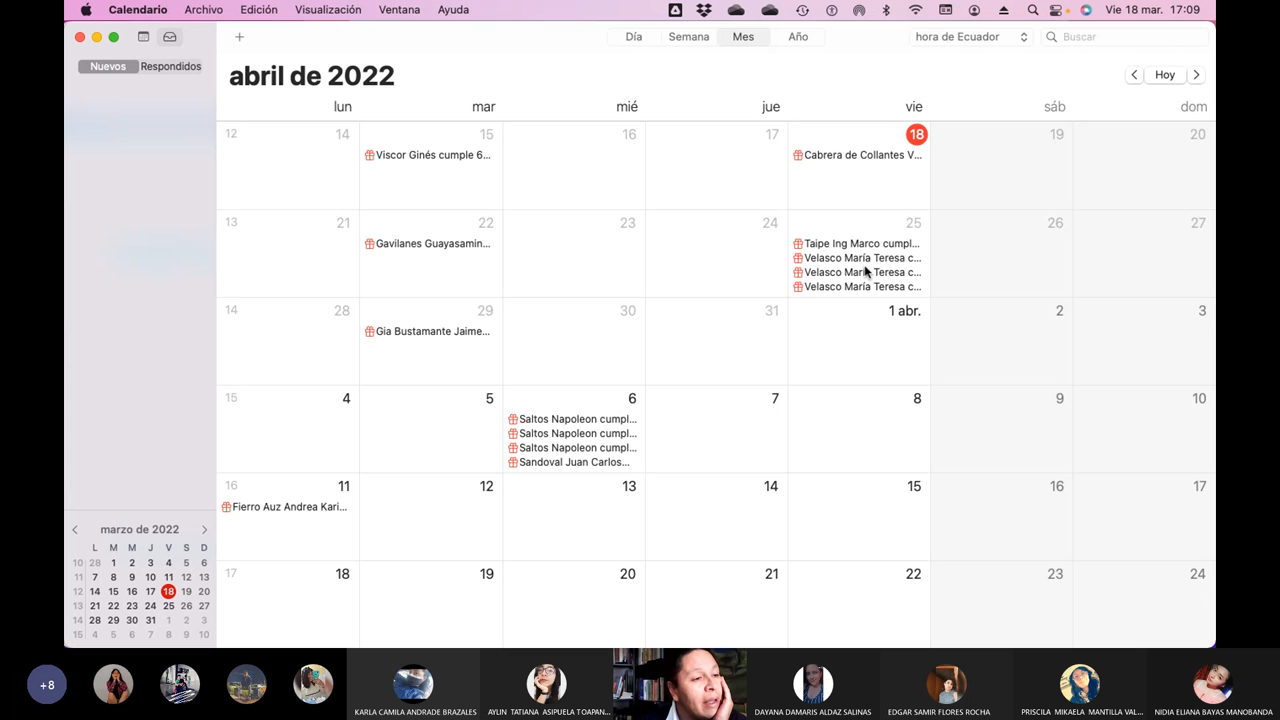 Calendario Archivo Edición Visualización Ventana Ayuda Vie 18 mar. 17:09
Día Semana Mes Año hora de Ecuador Buscar
Nuevos Respondidos
abril de 2022
Hoy
lun mar mié jue vie sáb dom
12 14 15 16 17 18 19 20
Viscor Ginés cumple 6... Cabrera de Collantes V...
13 21 22 23 24 25 26 27
Gavilanes Guayasamin... Taipe Ing Marco cumpl...
Velasco María Teresa c...
Velasco María Teresa c...
Velasco María Teresa c...
14 28 29 30 31 1 abr. 2 3
Gia Bustamante Jaime...
15 4 5 6 7 8 9 10
Saltos Napoleon cumpl...
Saltos Napoleon cumpl...
Saltos Napoleon cumpl...
Sandoval Juan Carlos...
16 11 12 13 14 15 16 17
Fierro Auz Andrea Kari...
17 18 19 20 21 22 23 24
marzo de 2022
L M M J V S D
10 28 1 2 3 4 5 6
11 7 8 9 10 11 12 13
12 14 15 16 17 18 19 20
13 21 22 23 24 25 26 27
14 28 29 30 31 1 2 3
15 4 5 6 7 8 9 10
+8
KARLA CAMILA ANDRADE BRAZALES AYLIN TATIANA ASIPUELA TOAPAN... DAYANA DAMARIS ALDAZ SALINAS EDGAR SAMIR FLORES ROCHA PRISCILA MIKAELA MANTILLA VAL... NIDIA ELIANA BAYAS MANOBANDA